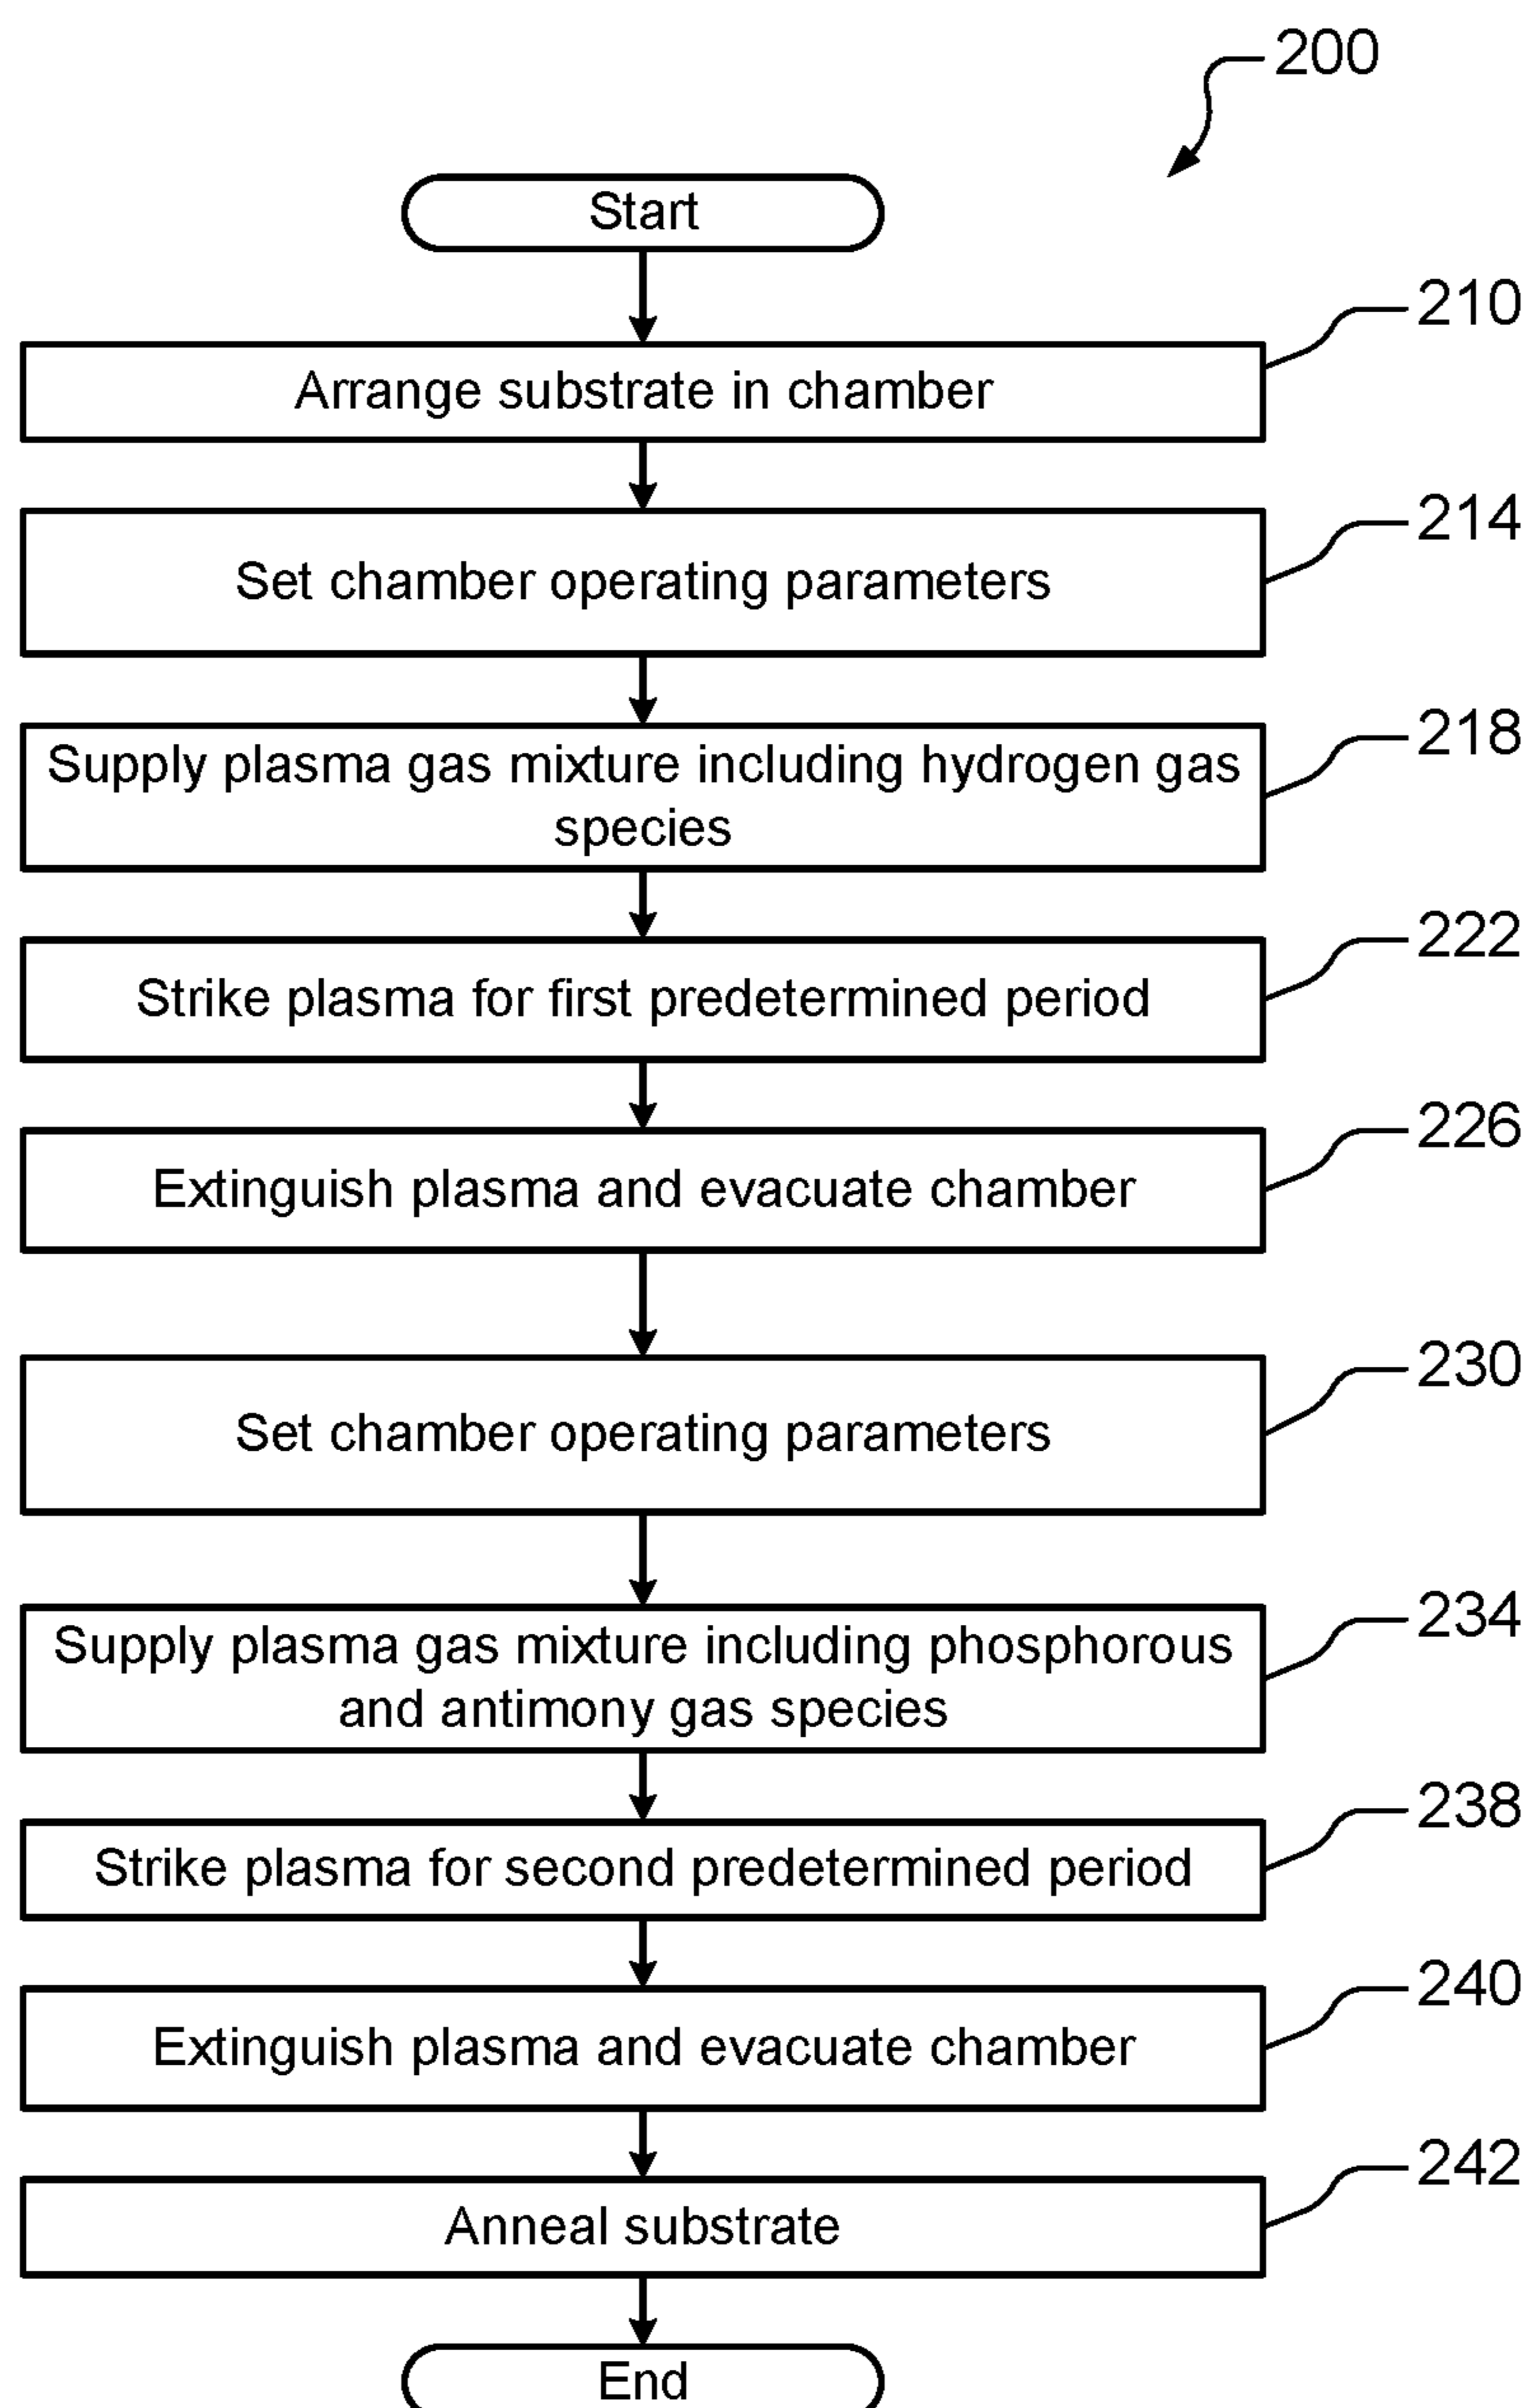 200
Start
210
Arrange substrate in chamber
214
Set chamber operating parameters
218
Supply plasma gas mixture including hydrogen gas
species
222
Strike plasma for first predetermined period
226
Extinguish plasma and evacuate chamber
230
Set chamber operating parameters
234
Supply plasma gas mixture including phosphorous
and antimony gas species
238
Strike plasma for second predetermined period
240
Extinguish plasma and evacuate chamber
242
Anneal substrate
End